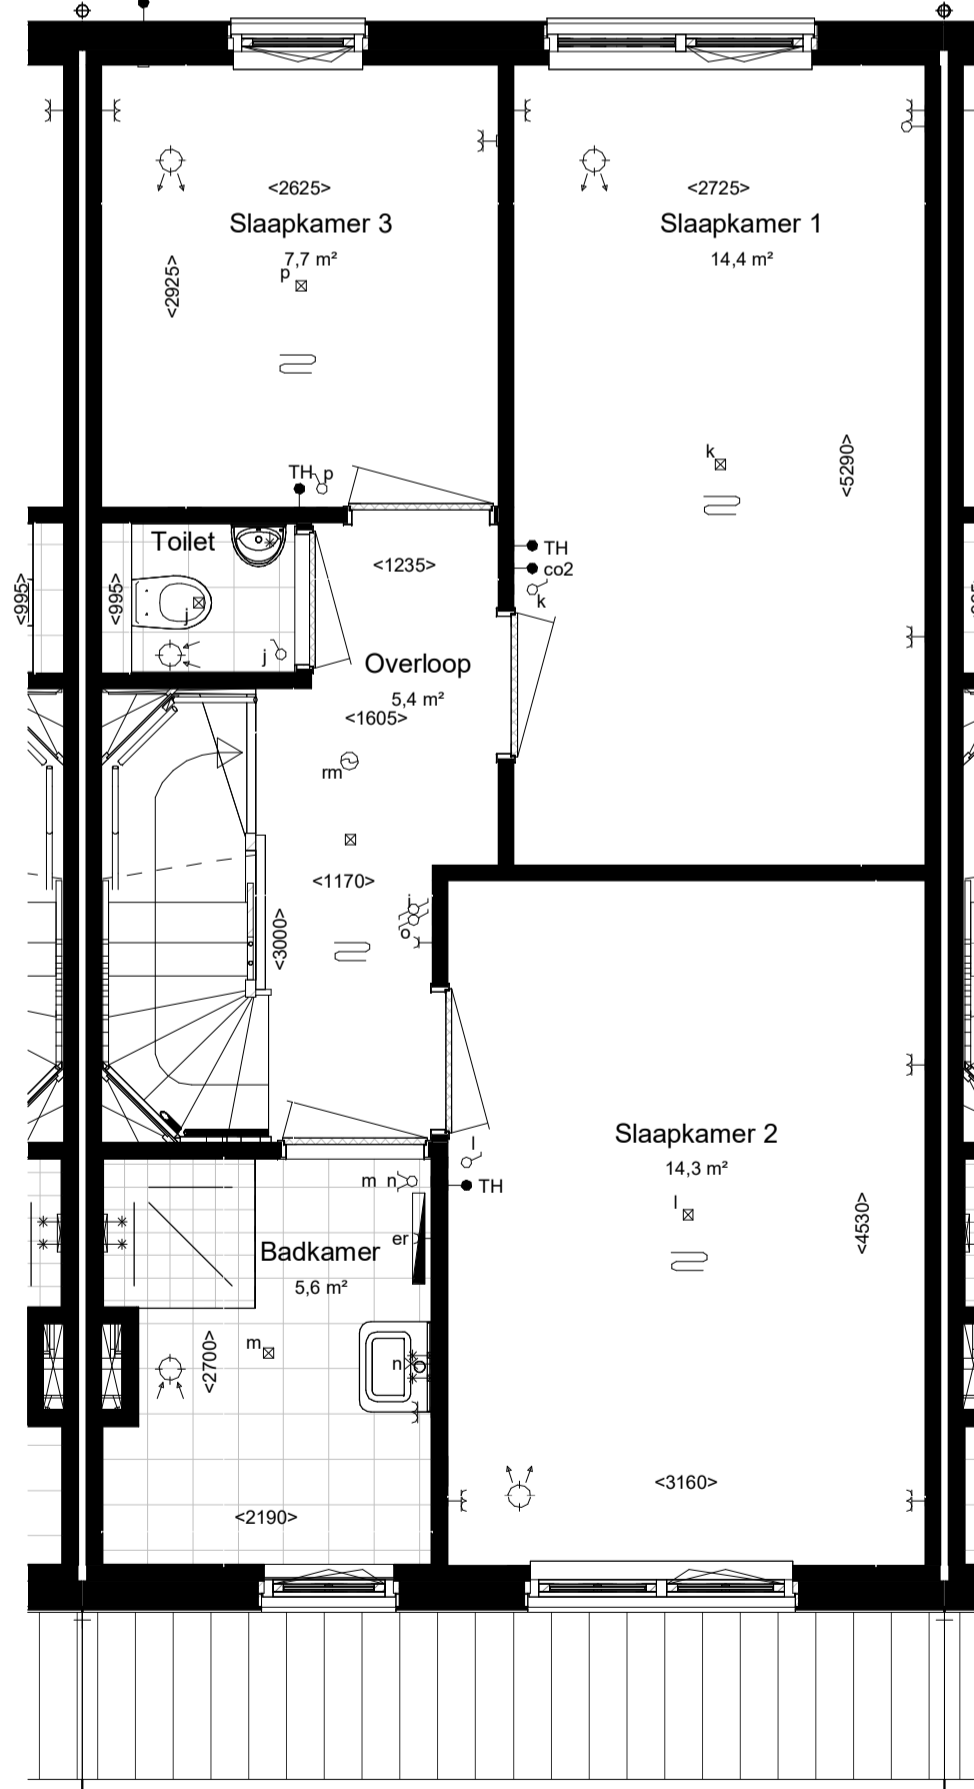 <2625>
Slaapkamer 3
7,7 m²
p
<2925>
TH p
<2725>
Slaapkamer 1
14,4 m²
<5290>
k
TH
co2
k
Toilet
<995>
<995>
j
j
<1235>
Overloop
5,4 m²
<1605>
rm
<1170>
<3000>
j
o
Slaapkamer 2
14,3 m²
l
<4530>
l
TH
<3160>
m n
er
Badkamer
5,6 m²
m
<2700>
n
<2190>